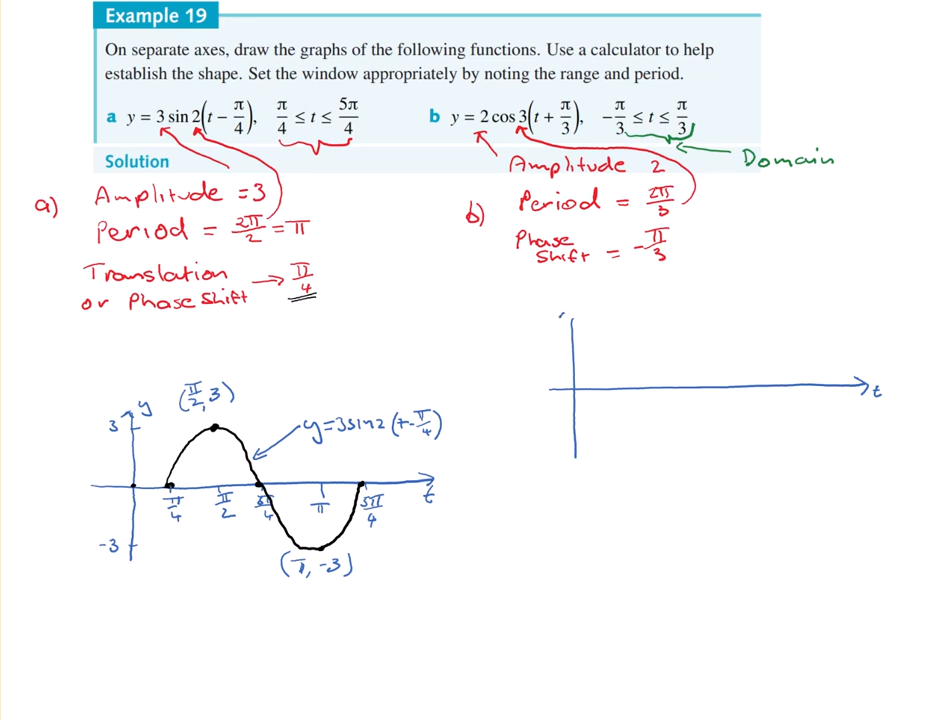 Example 19
On separate axes, draw the graphs of the following functions. Use a calculator to help
establish the shape. Set the window appropriately by noting the range and period.
a y = 3 sin 2(t − π/4), π/4 ≤ t ≤ 5π/4
b y = 2 cos 3(t + π/3), −π/3 ≤ t ≤ π/3
Solution
Domain
a)
Amplitude = 3
Period = 2π/2 = π
Translation
or Phase Shift → π/4
b)
Amplitude 2
Period = 2π/3
Phase
Shift = −π/3
t
y
3
(π/2, 3)
y=3sin2(t-π/4)
π/4
π/2
3π/4
π
5π/4
t
-3
(π, -3)